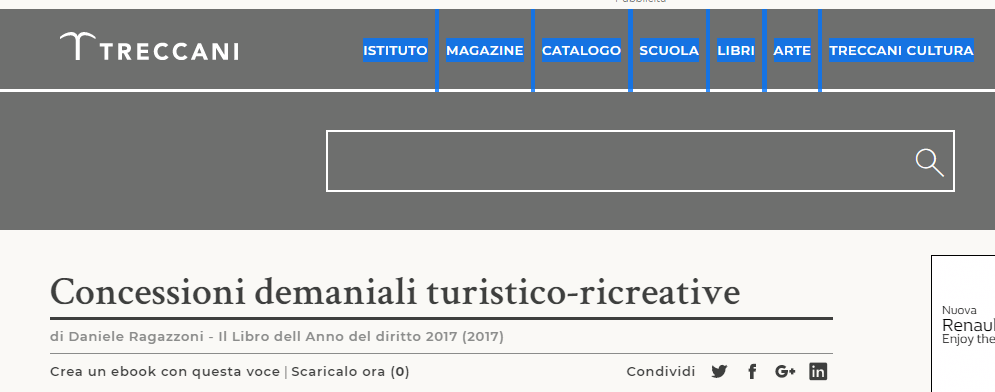 Pubblicità
TRECCANI
ISTITUTO MAGAZINE CATALOGO SCUOLA LIBRI ARTE TRECCANI CULTURA
Concessioni demaniali turistico-ricreative
di Daniele Ragazzoni - Il Libro dell Anno del diritto 2017 (2017)
Crea un ebook con questa voce | Scaricalo ora (0)
Condividi
Nuova
Renaul
Enjoy the